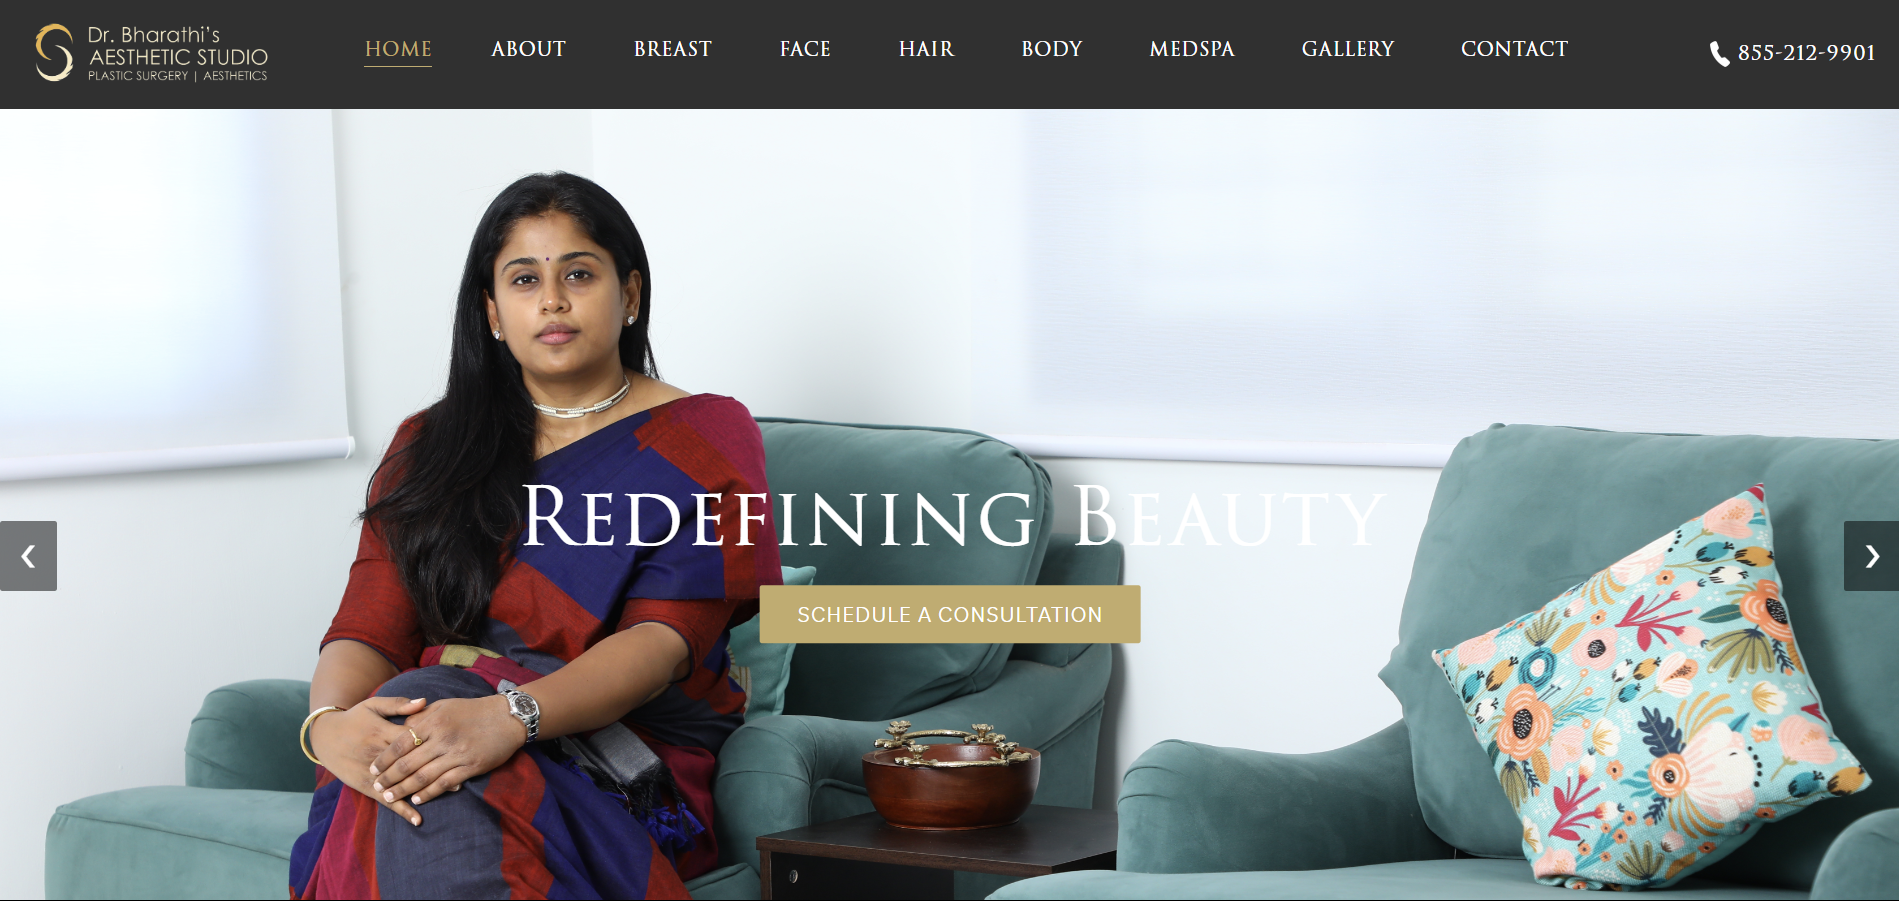 Dr. Bharathi's
AESTHETIC STUDIO
PLASTIC SURGERY | AESTHETICS
HOME ABOUT BREAST FACE HAIR BODY MEDSPA GALLERY CONTACT
855-212-9901
REDEFINING BEAUTY
SCHEDULE A CONSULTATION